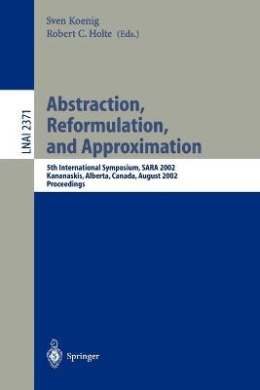 Sven Koenig
Robert C. Holte (Eds.)
LNAI 2371
Abstraction,
Reformulation,
and Approximation
5th International Symposium, SARA 2002
Kananaskis, Alberta, Canada, August 2002
Proceedings
Springer